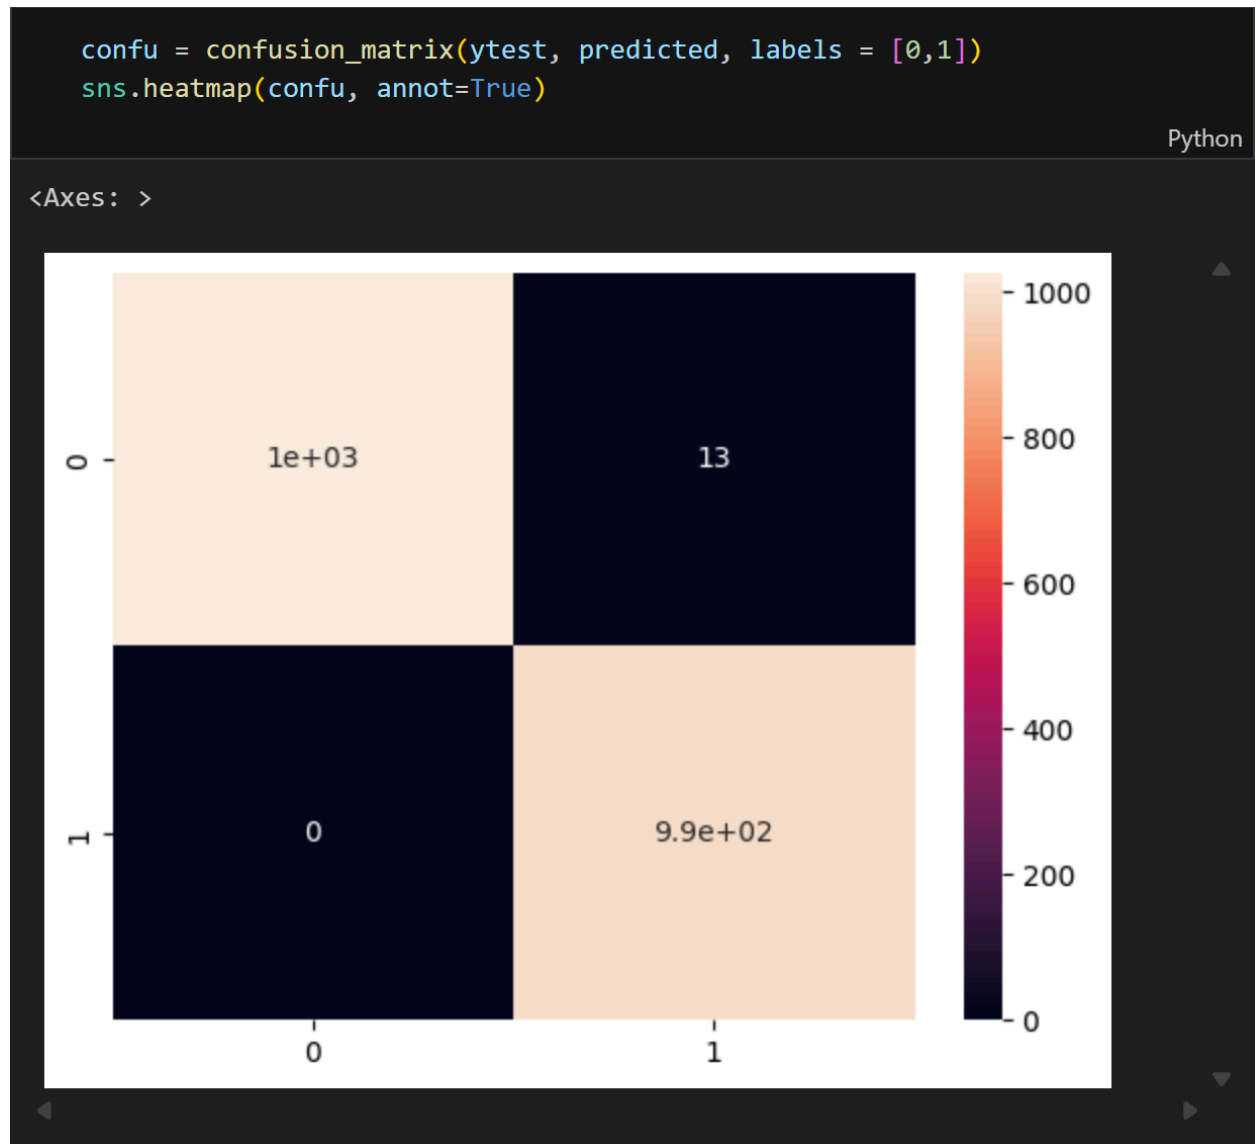 confu = confusion_matrix(ytest, predicted, labels = [0,1])
sns.heatmap(confu, annot=True)
Python
<Axes: >
1000
0
1e+03
13
800
600
400
1
0
9.9e+02
200
0
0
1